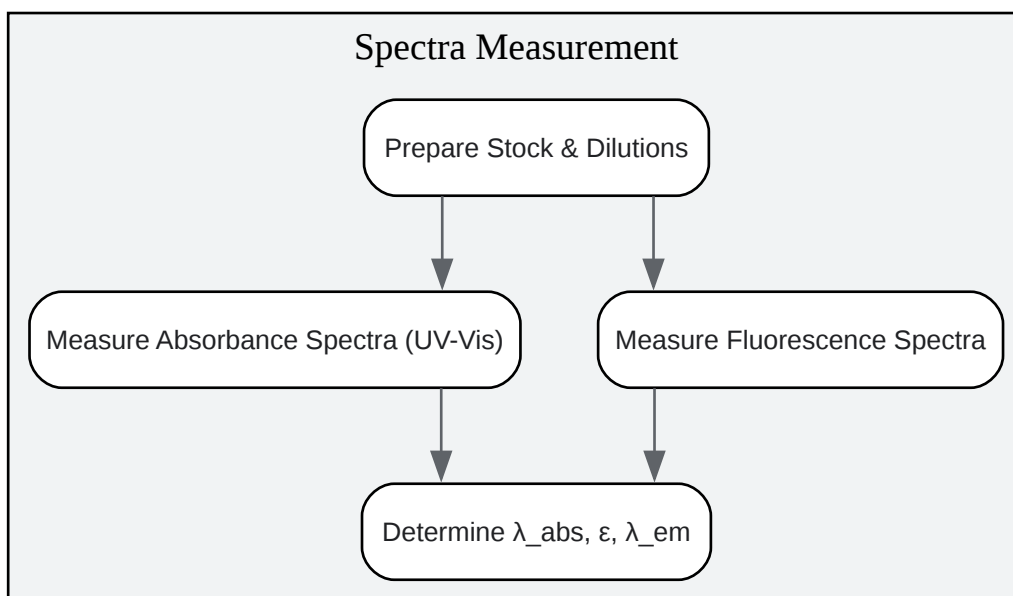 Spectra Measurement
Prepare Stock & Dilutions
Measure Absorbance Spectra (UV-Vis)
Measure Fluorescence Spectra
Determine λ_abs, ε, λ_em